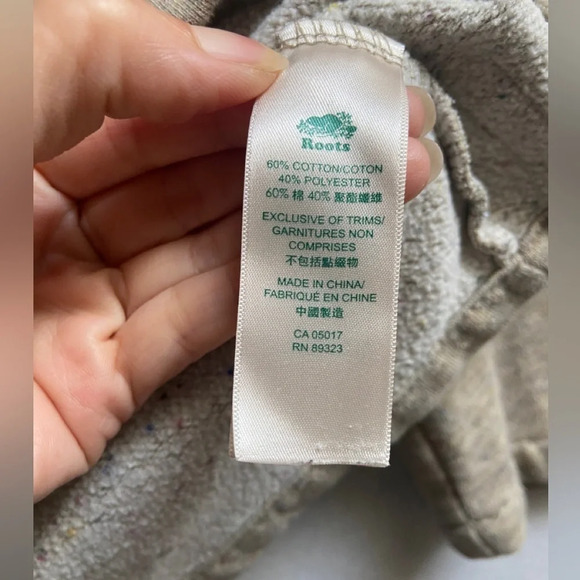 Roots
60% COTTON/COTON
40% POLYESTER
60% 棉 40% 聚酯纖維
EXCLUSIVE OF TRIMS/
GARNITURES NON
COMPRISES
不包括點綴物
MADE IN CHINA/
FABRIQUÉ EN CHINE
中國製造
CA 05017
RN 89323